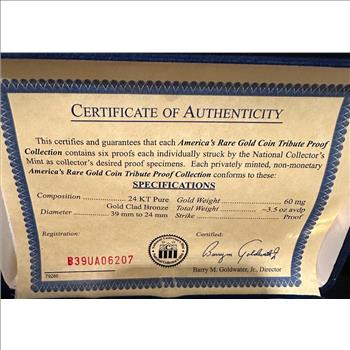 CERTIFICATE OF AUTHENTICITY
This certifies and guarantees that each America's Rare Gold Coin Tribute Proof
Collection contains six proofs each individually struck by the National Collector's
Mint as collector's desired proof specimens. Each privately minted, non-monetary
America's Rare Gold Coin Tribute Proof Collection conforms to these:
SPECIFICATIONS
Composition .............. 24 KT Pure
Gold Clad Bronze
Diameter .............. 39 mm to 24 mm
Gold Weight .............. 60 mg
Total Weight .............. ~3.5 oz avdp
Strike .............. Proof
Registration:
B39UA06207
79280
Certified:
Barry M. Goldwater, Jr.
Barry M. Goldwater, Jr., Director